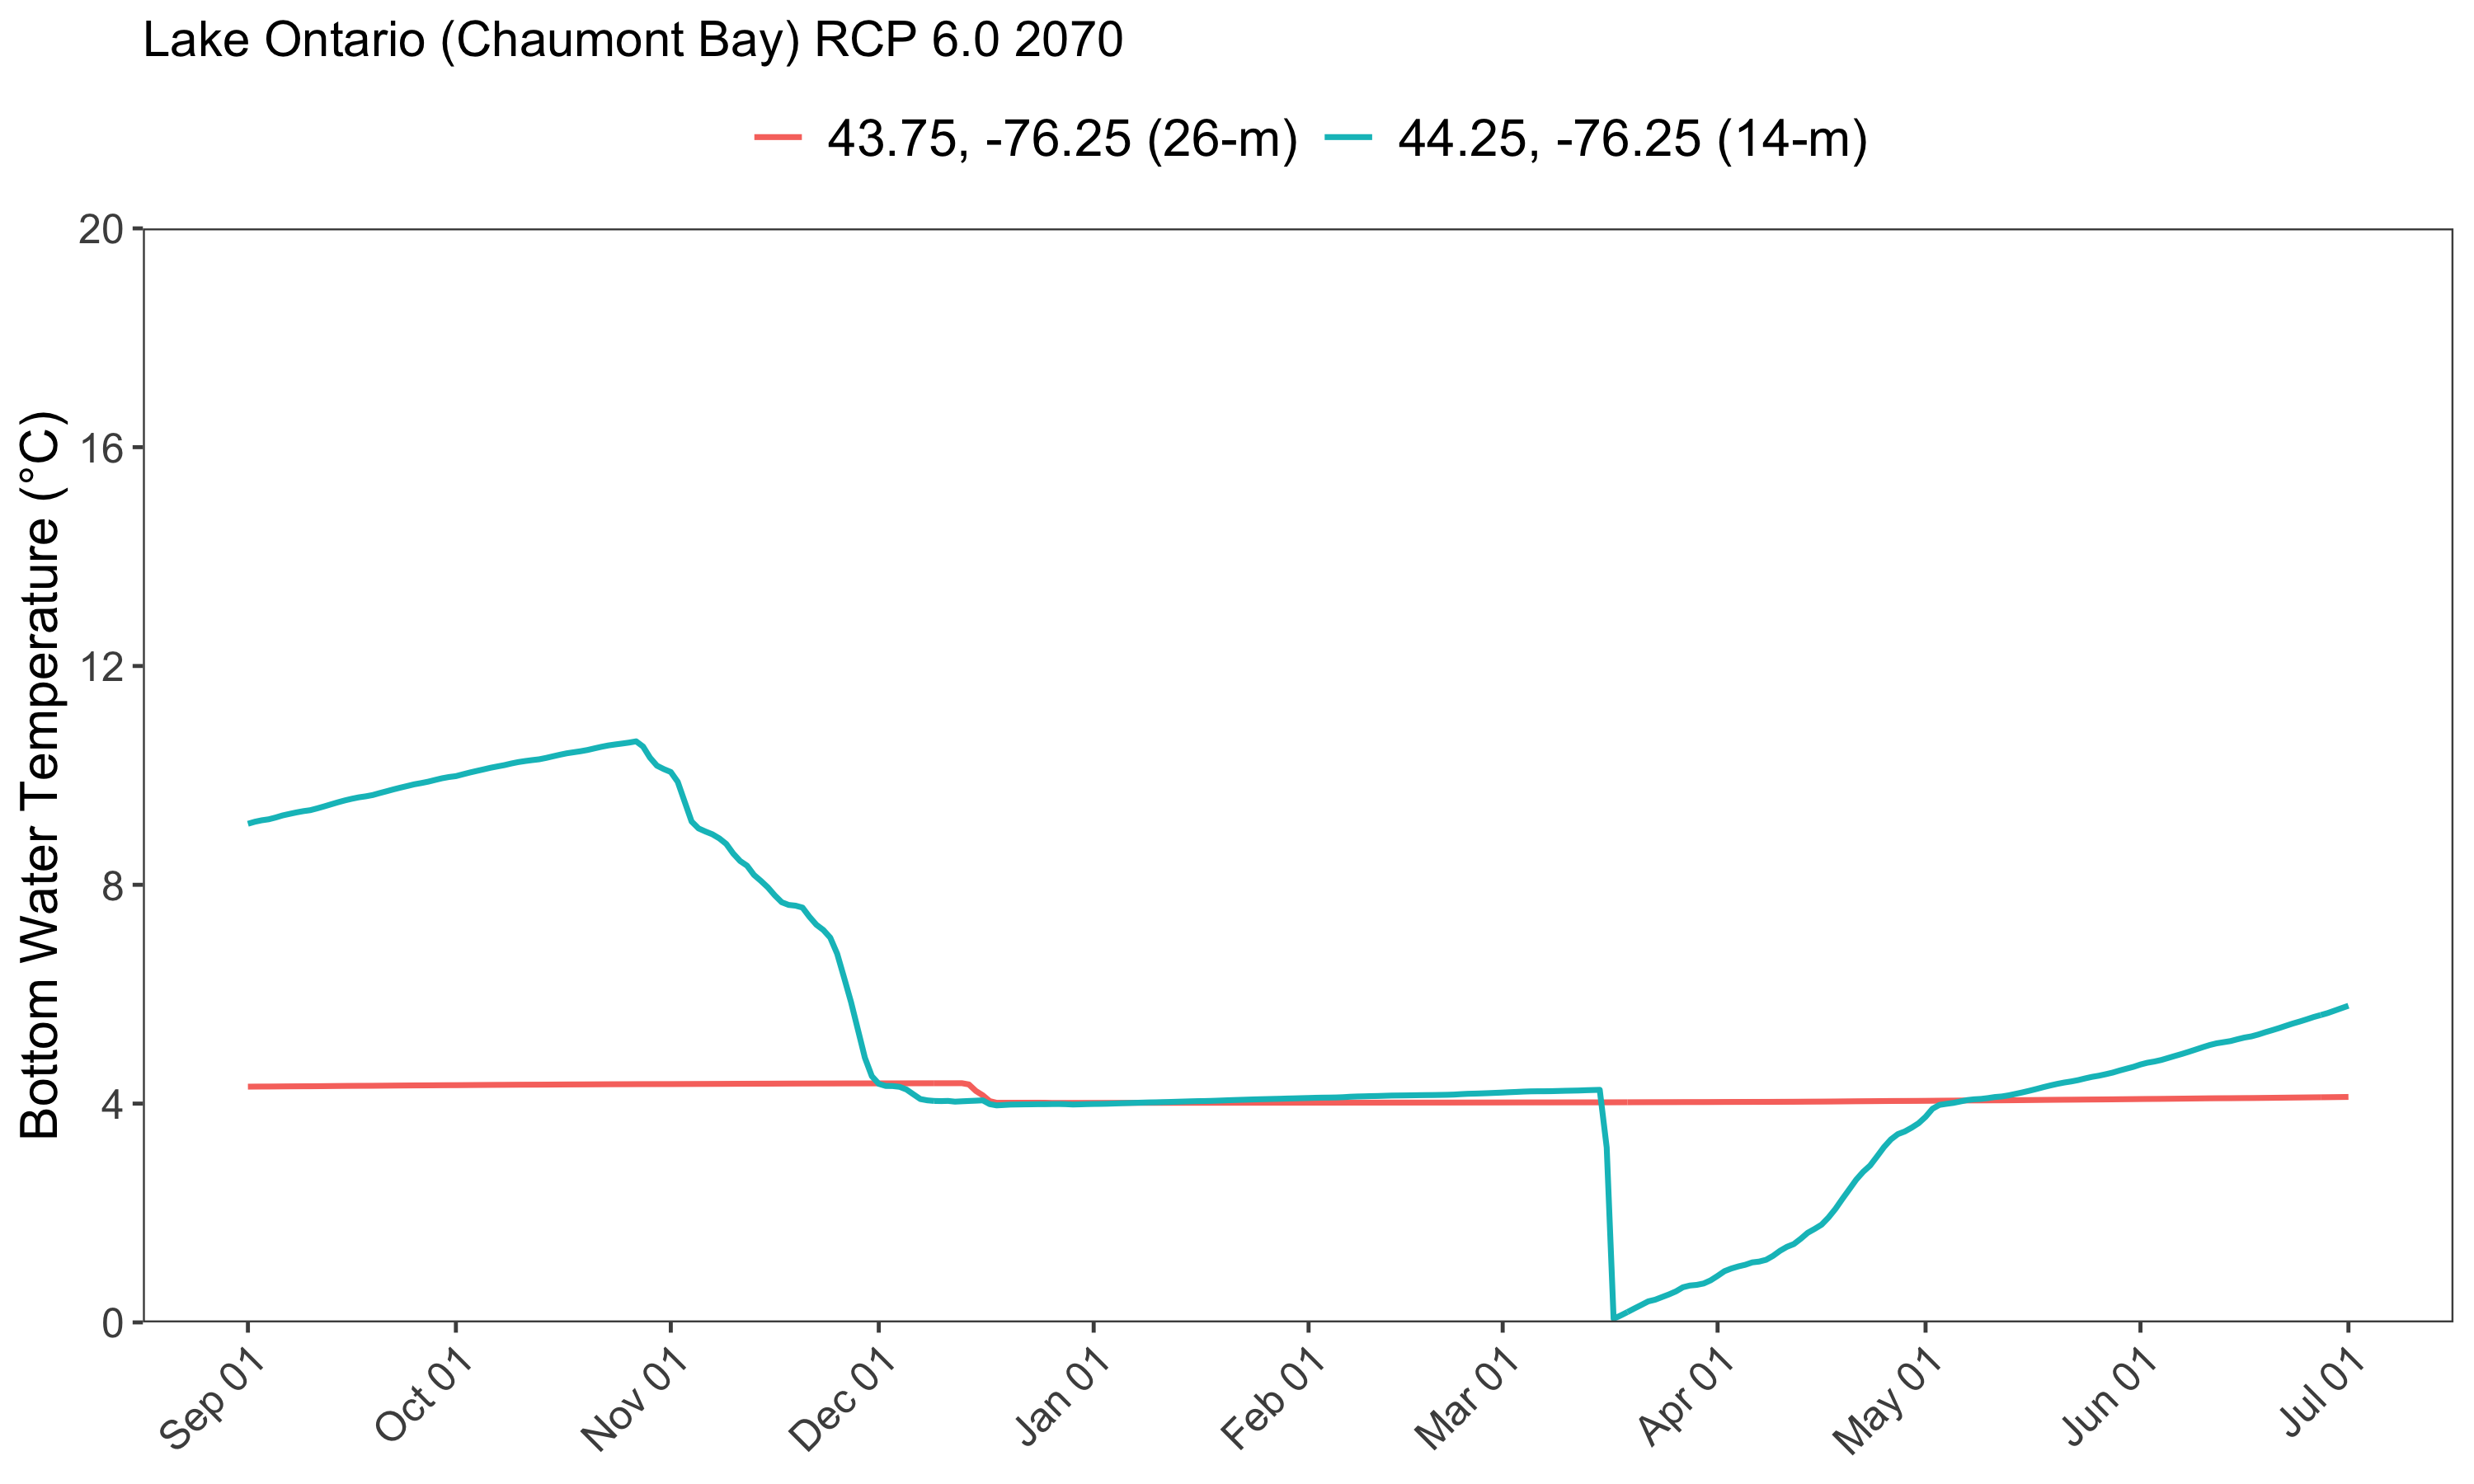 Lake Ontario (Chaumont Bay) RCP 6.0 2070
43.75, -76.25 (26-m) 44.25, -76.25 (14-m)
Bottom Water Temperature (°C)
20
16
12
8
4
0
Sep 01 Oct 01 Nov 01 Dec 01 Jan 01 Feb 01 Mar 01 Apr 01 May 01 Jun 01 Jul 01